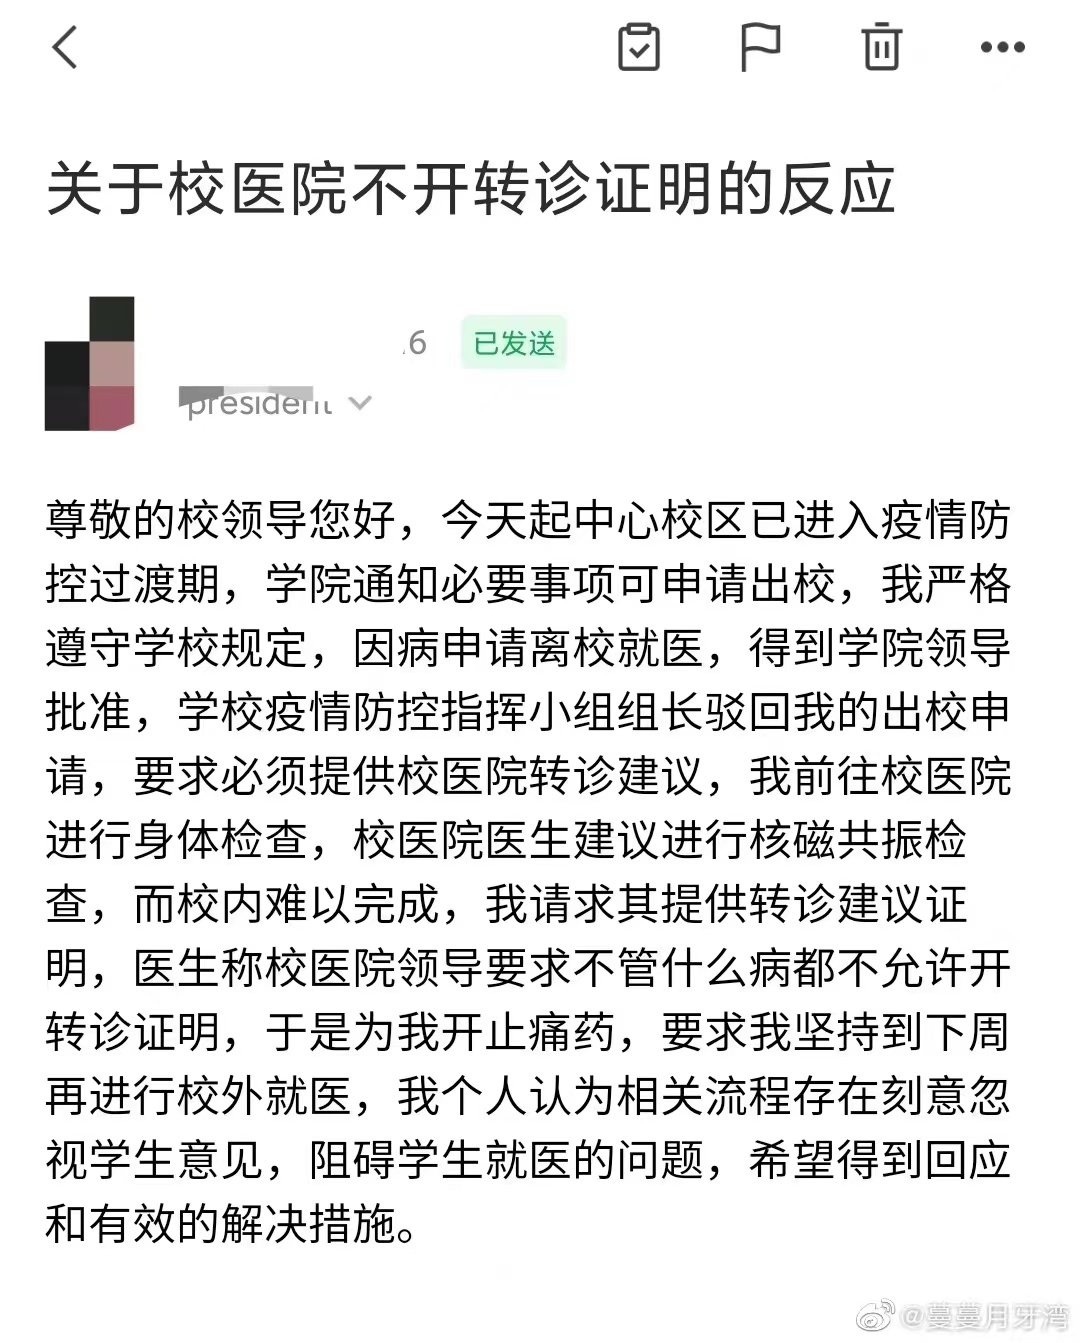 关于校医院不开转诊证明的反应
6 已发送
president
尊敬的校领导您好，今天起中心校区已进入疫情防
控过渡期，学院通知必要事项可申请出校，我严格
遵守学校规定，因病申请离校就医，得到学院领导
批准，学校疫情防控指挥小组组长驳回我的出校申
请，要求必须提供校医院转诊建议，我前往校医院
进行身体检查，校医院医生建议进行核磁共振检
查，而校内难以完成，我请求其提供转诊建议证
明，医生称校医院领导要求不管什么病都不允许开
转诊证明，于是为我开止痛药，要求我坚持到下周
再进行校外就医，我个人认为相关流程存在刻意忽
视学生意见，阻碍学生就医的问题，希望得到回应
和有效的解决措施。
@蔓蔓月牙湾